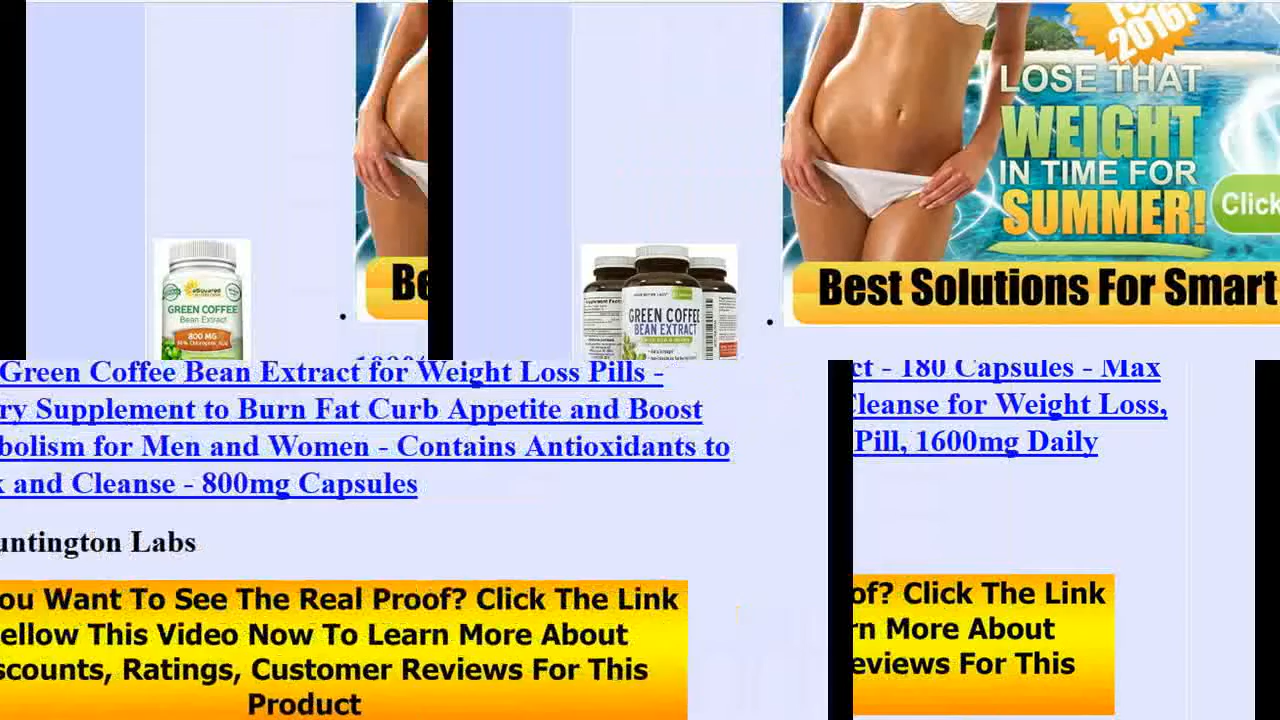 FOR
2016!
LOSE THAT
WEIGHT
IN TIME FOR
SUMMER!
Click
Be
Best Solutions For Smart
eSquared
GREEN COFFEE
Bean Extract
800 MG
GREEN COFFEE
BEAN EXTRACT
100%
Green Coffee Bean Extract for Weight Loss Pills -
ry Supplement to Burn Fat Curb Appetite and Boost
bolism for Men and Women - Contains Antioxidants to
x and Cleanse - 800mg Capsules
untington Labs
ou Want To See The Real Proof? Click The Link
ellow This Video Now To Learn More About
scounts, Ratings, Customer Reviews For This
Product
ct - 180 Capsules - Max
Cleanse for Weight Loss,
Pill, 1600mg Daily
of? Click The Link
rn More About
eviews For This